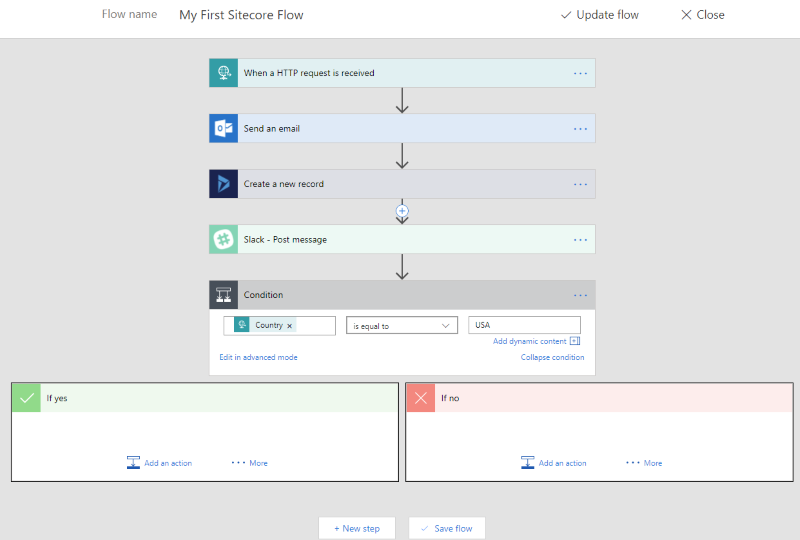 Flow name My First Sitecore Flow Update flow Close
When a HTTP request is received
Send an email
Create a new record
Slack - Post message
Condition
Country × is equal to USA
Add dynamic content
Edit in advanced mode Collapse condition
If yes If no
Add an action More Add an action More
+ New step Save flow